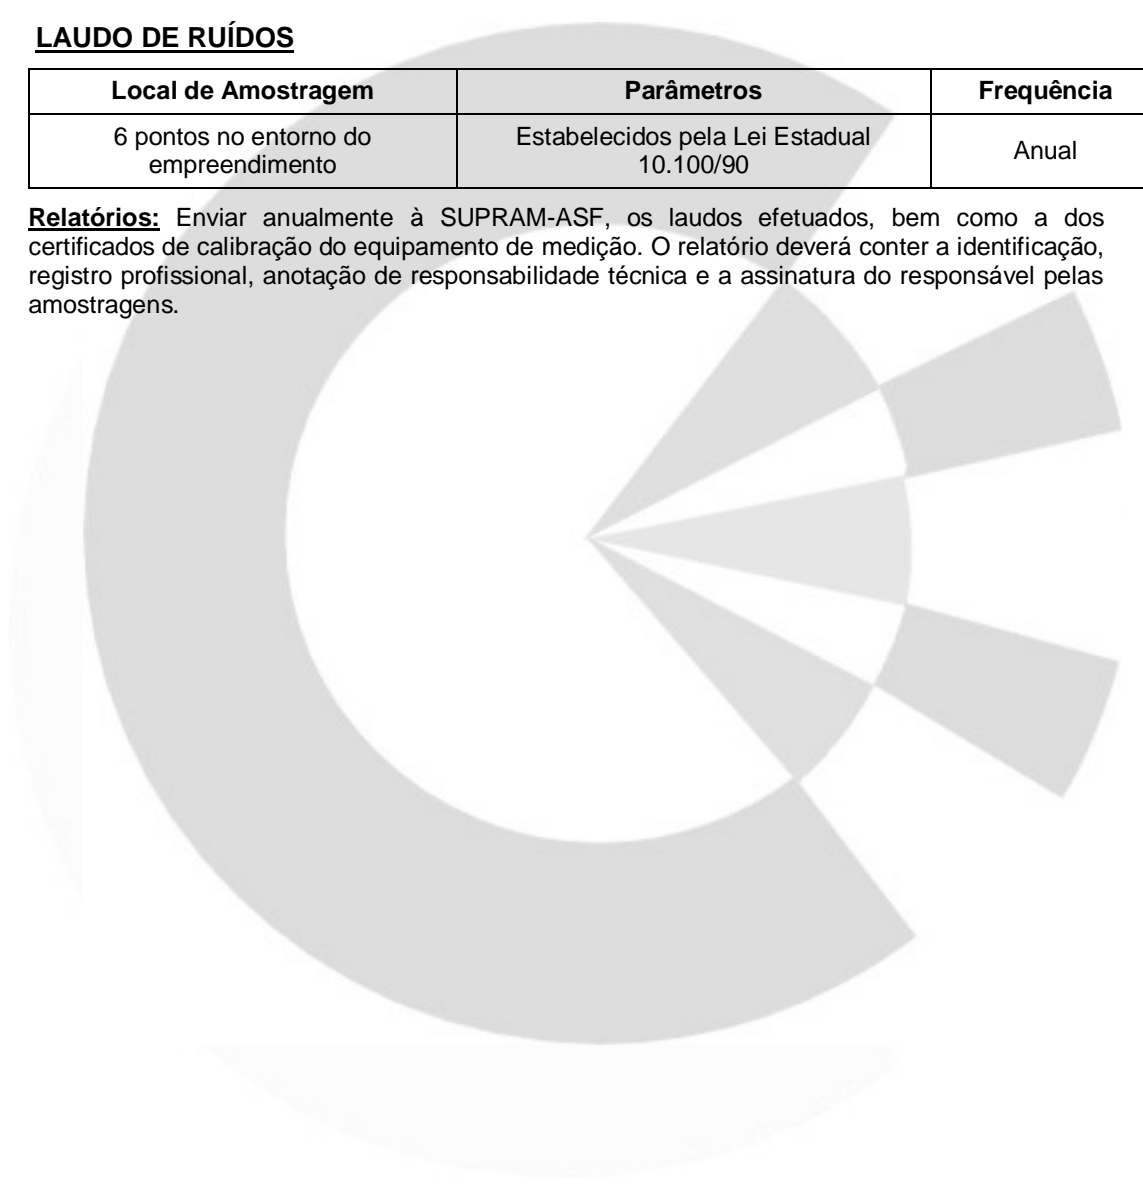 LAUDO DE RUÍDOS
Local de Amostragem Parâmetros Frequência
6 pontos no entorno do empreendimento Estabelecidos pela Lei Estadual 10.100/90 Anual
Relatórios: Enviar anualmente à SUPRAM-ASF, os laudos efetuados, bem como a dos
certificados de calibração do equipamento de medição. O relatório deverá conter a identificação,
registro profissional, anotação de responsabilidade técnica e a assinatura do responsável pelas
amostragens.